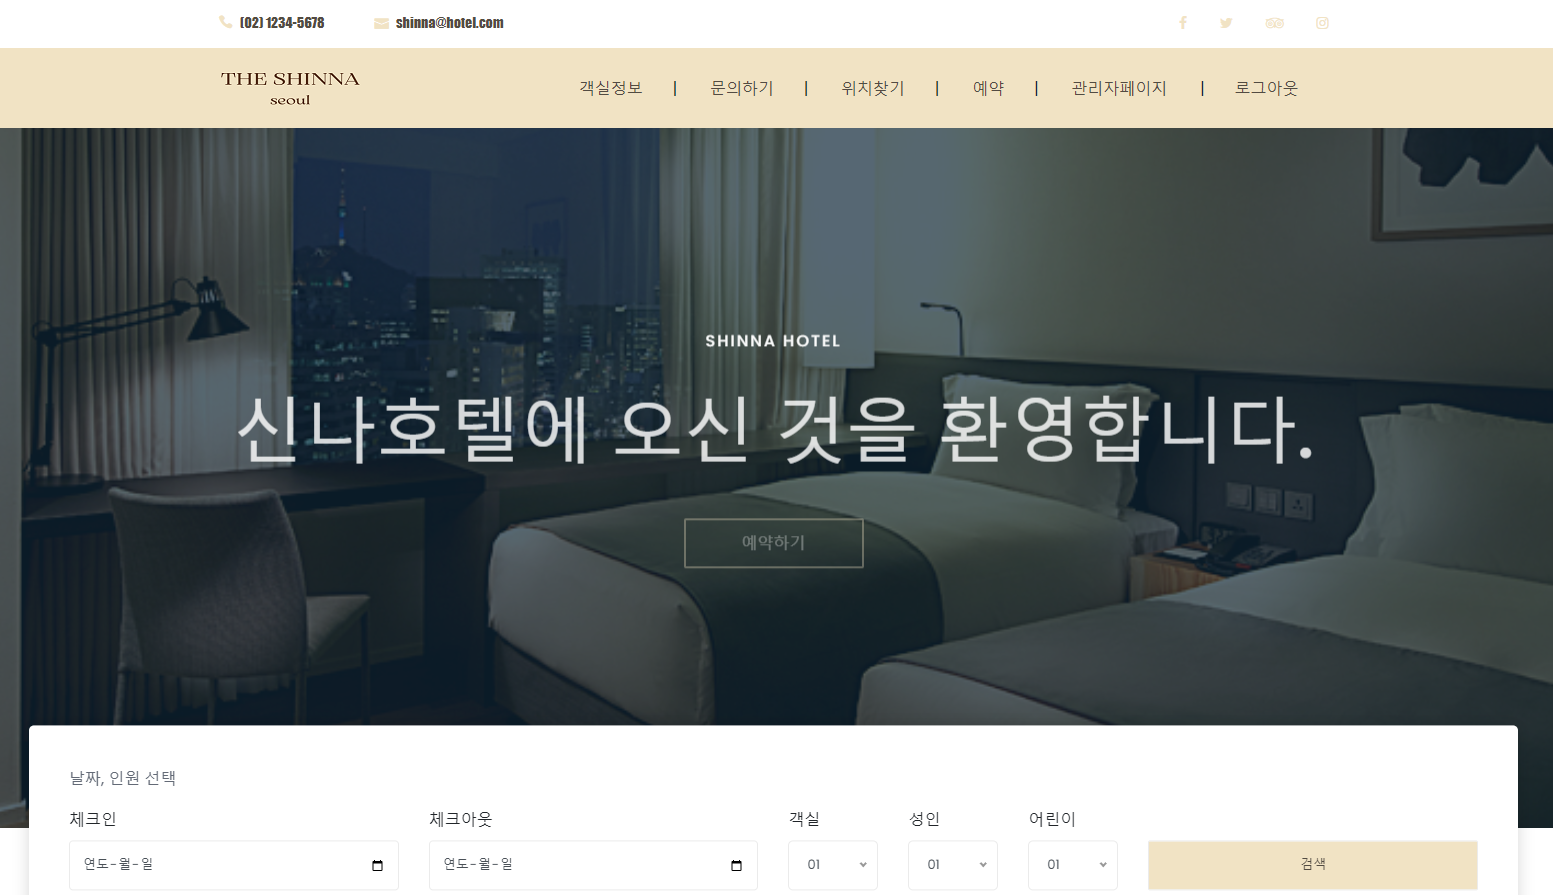 (02) 1234-5678 shinna@hotel.com
THE SHINNA
seoul
객실정보 | 문의하기 | 위치찾기 | 예약 | 관리자페이지 | 로그아웃
SHINNA HOTEL
신나호텔에 오신 것을 환영합니다.
예약하기
날짜, 인원 선택
체크인 체크아웃 객실 성인 어린이
연도-월-일 연도-월-일 01 01 01 검색